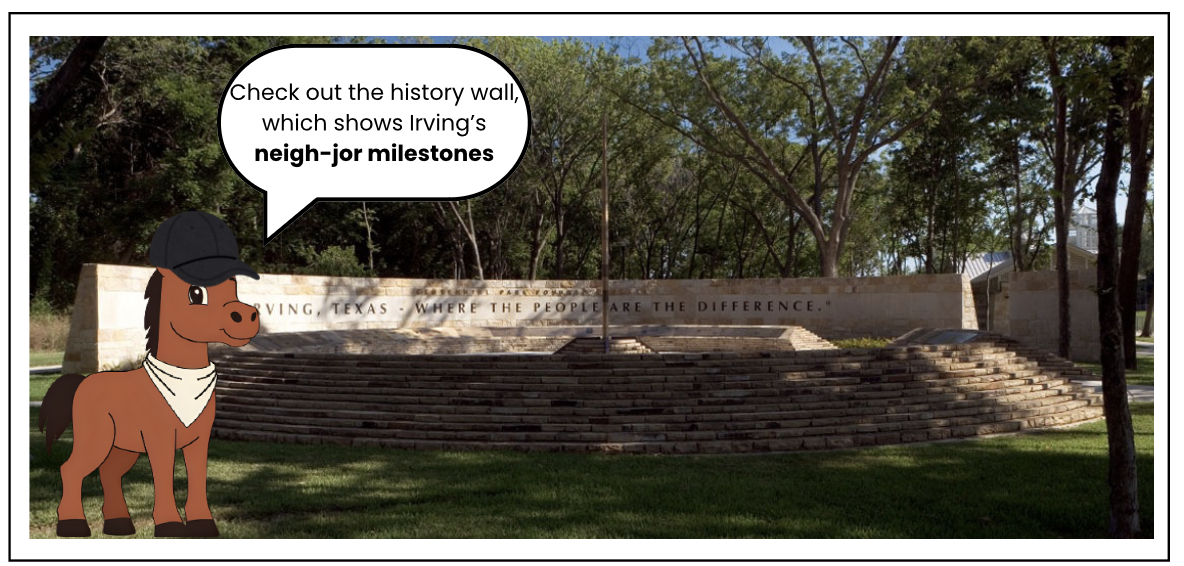 Check out the history wall,
which shows Irving’s
neigh-jor milestones
RVING, TEXAS - WHERE THE PEOPLE ARE THE DIFFERENCE."